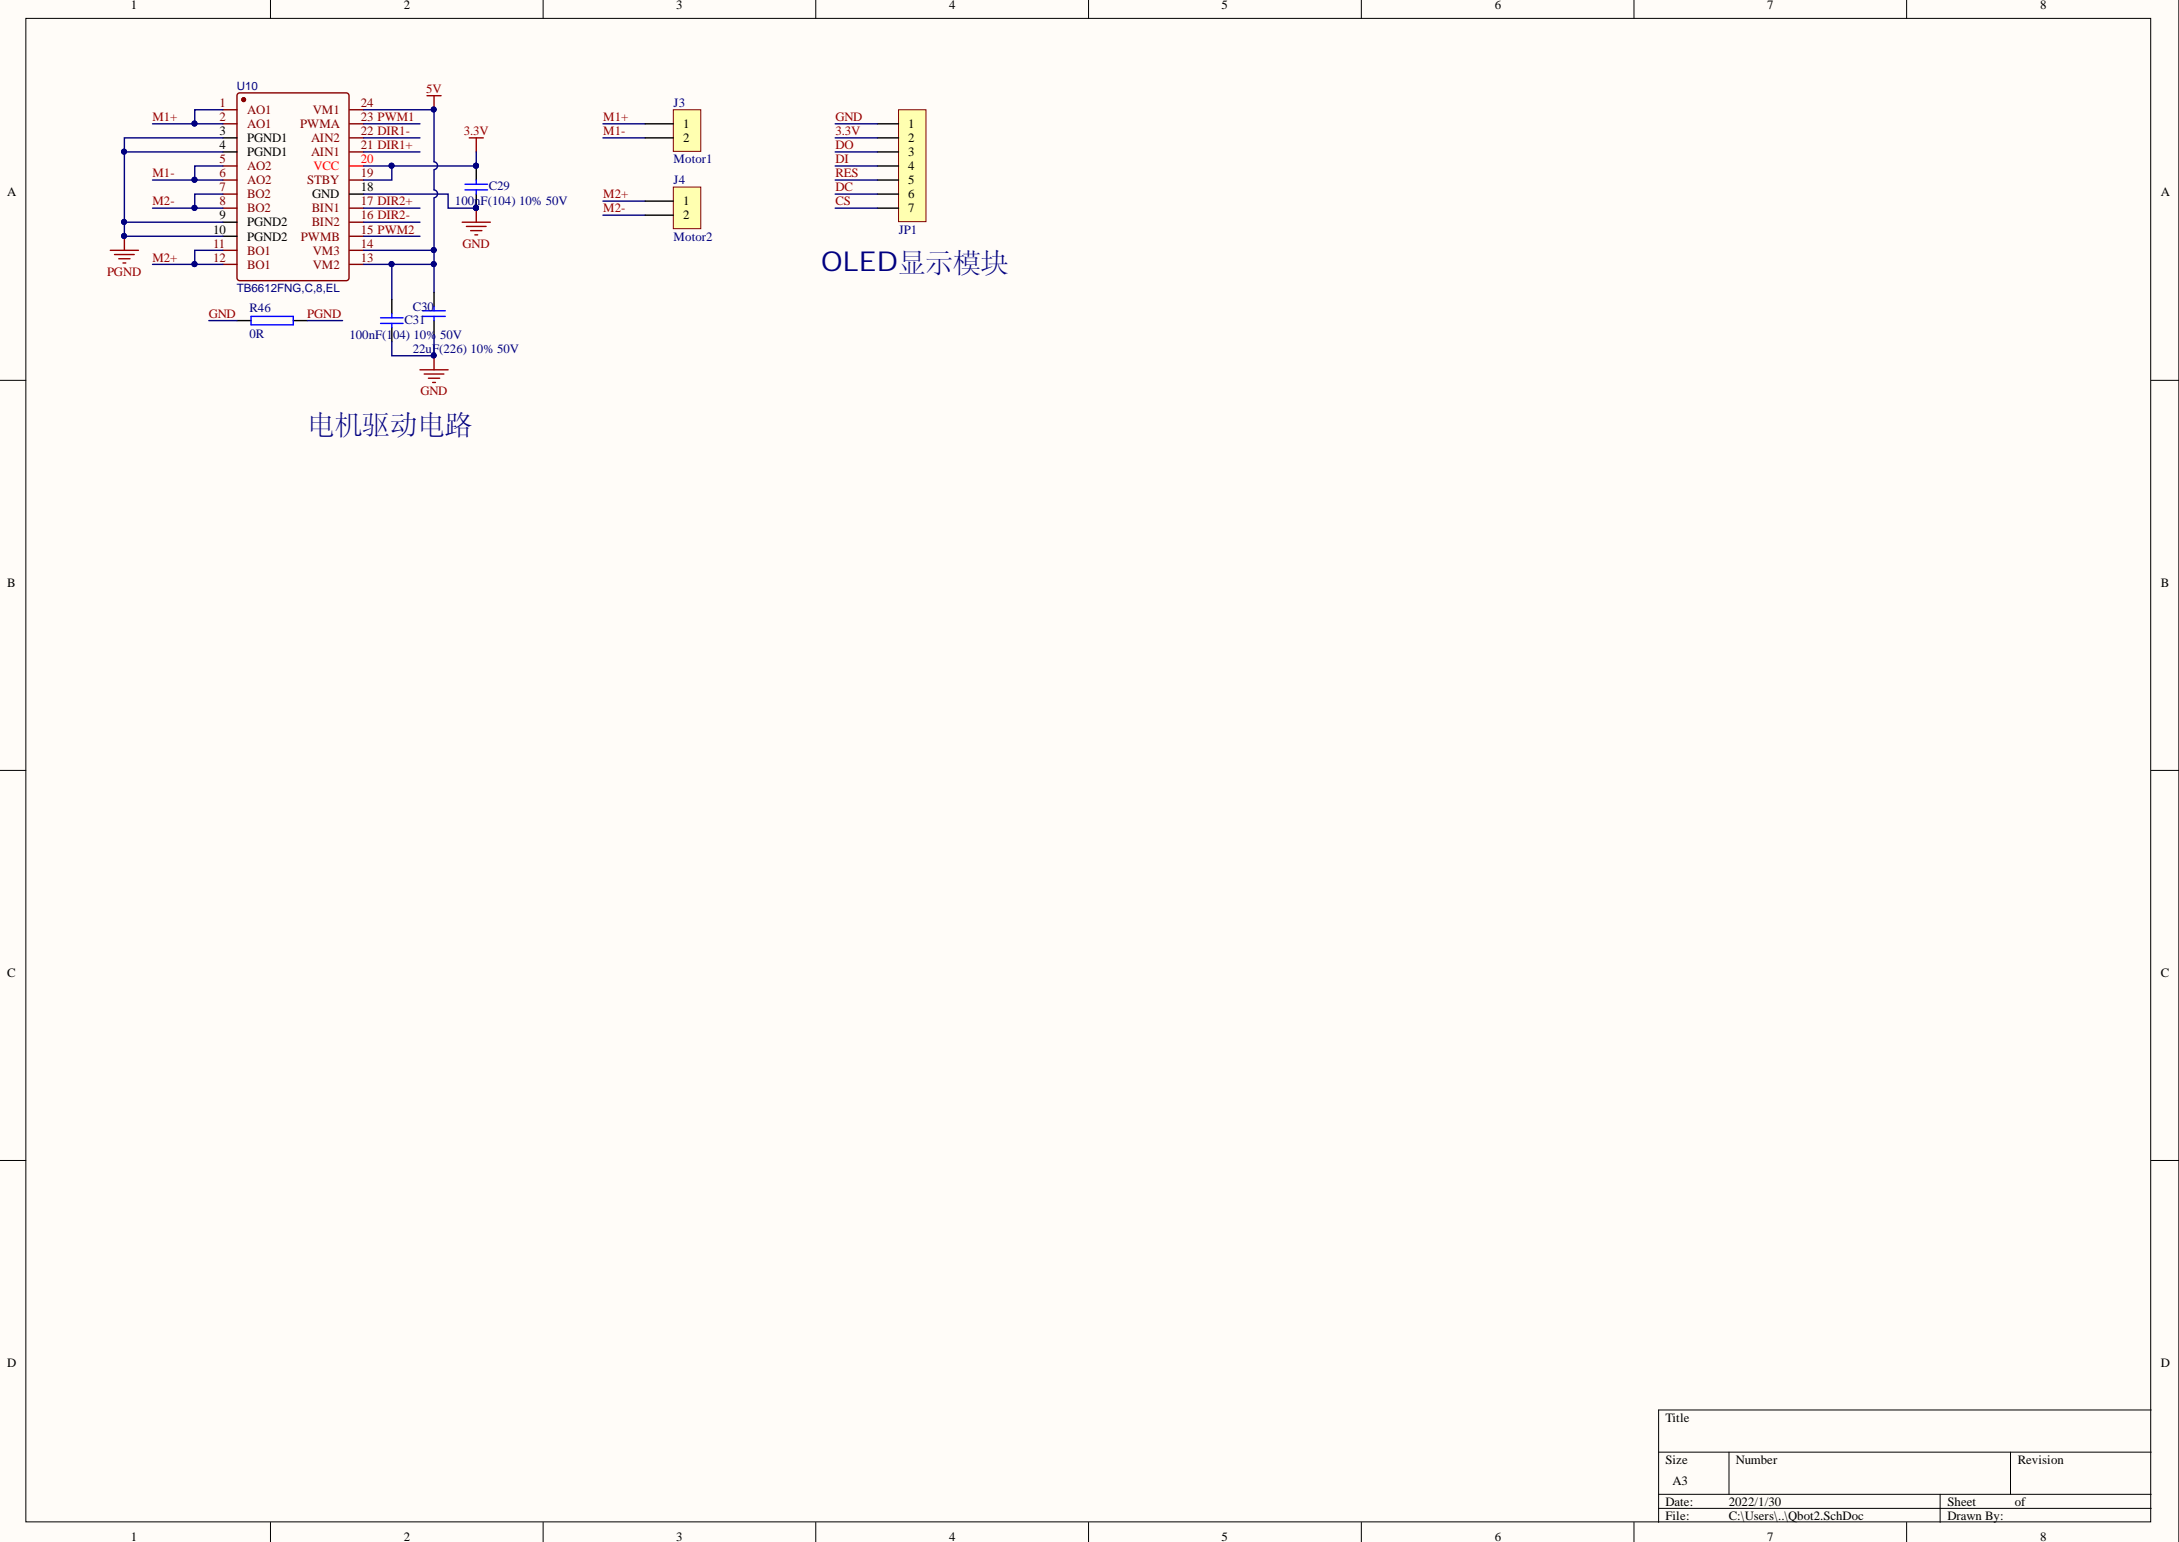 1 2 3 4 5 6 7 8
A A
B B
C C
D D
U10
1 AO1
2 AO1
3 PGND1
4 PGND1
5 AO2
6 AO2
7 BO2
8 BO2
9 PGND2
10 PGND2
11 BO1
12 BO1
VM1 24
PWMA 23 PWM1
AIN2 22 DIR1-
AIN1 21 DIR1+
VCC 20
STBY 19
GND 18
BIN1 17 DIR2+
BIN2 16 DIR2-
PWMB 15 PWM2
VM3 14
VM2 13
M1+
M1-
M2-
M2+
PGND
TB6612FNG,C,8,EL
5V
3.3V
C29
100nF(104) 10% 50V
GND
GND R46 PGND
0R
C30
C31
100nF(104) 10% 50V
22uF(226) 10% 50V
GND
电机驱动电路
J3
M1+ 1
M1- 2
Motor1
J4
M2+ 1
M2- 2
Motor2
GND 1
3.3V 2
DO 3
DI 4
RES 5
DC 6
CS 7
JP1
OLED显示模块
Title
Size Number Revision
A3
Date: 2022/1/30 Sheet of
File: C:\Users\..\Qbot2.SchDoc Drawn By:
1 2 3 4 5 6 7 8